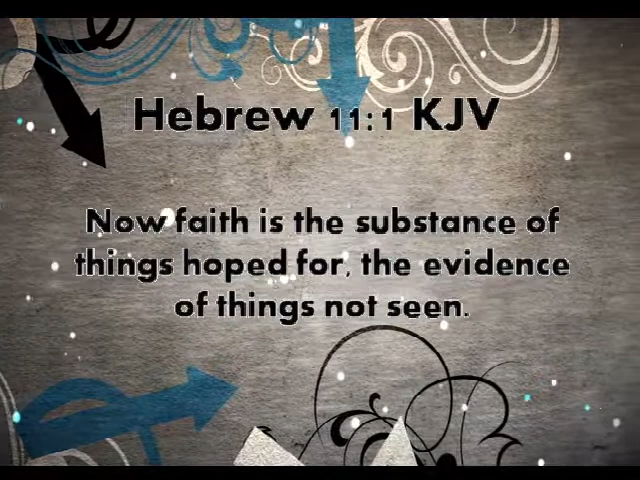 Hebrew 11:1 KJV
Now faith is the substance of
things hoped for, the evidence
of things not seen.